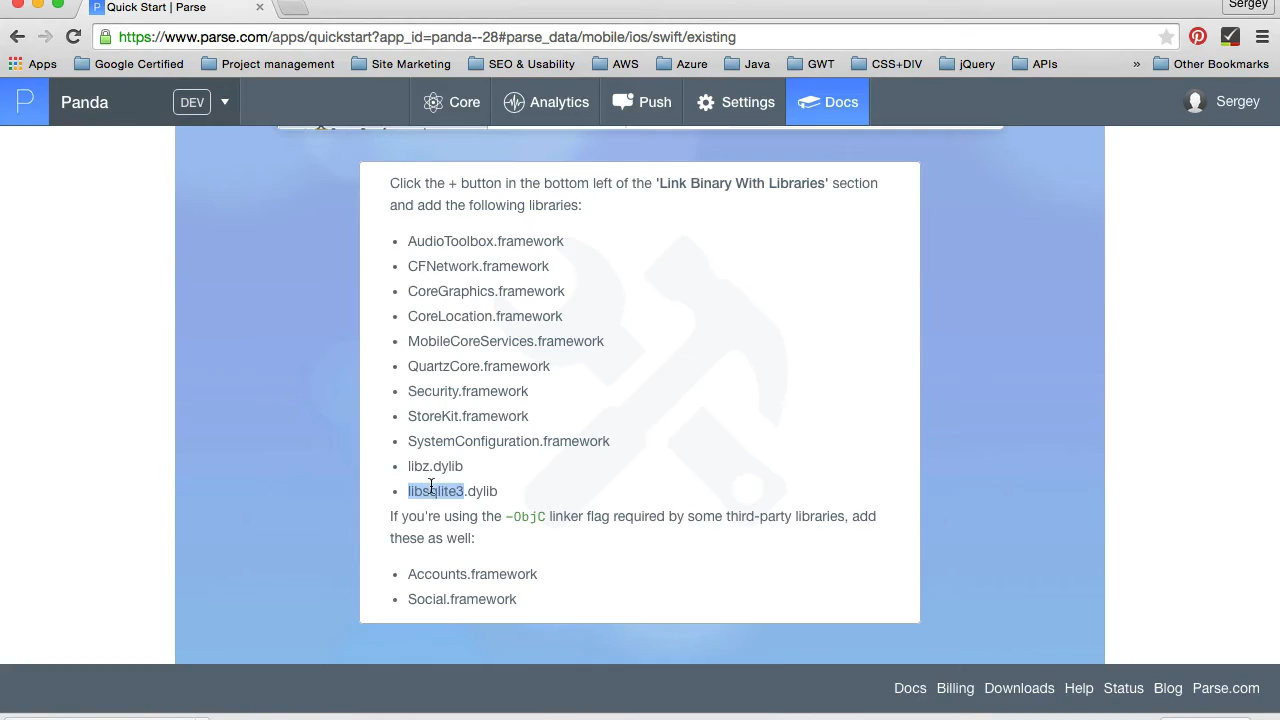 Quick Start | Parse
Sergey
https://www.parse.com/apps/quickstart?app_id=panda--28#parse_data/mobile/ios/swift/existing
Apps Google Certified Project management Site Marketing SEO & Usability AWS Azure Java GWT CSS+DIV jQuery APIs » Other Bookmarks
P Panda DEV Core Analytics Push Settings Docs Sergey
Click the + button in the bottom left of the 'Link Binary With Libraries' section
and add the following libraries:
• AudioToolbox.framework
• CFNetwork.framework
• CoreGraphics.framework
• CoreLocation.framework
• MobileCoreServices.framework
• QuartzCore.framework
• Security.framework
• StoreKit.framework
• SystemConfiguration.framework
• libz.dylib
• libsqlite3.dylib
If you're using the -ObjC linker flag required by some third-party libraries, add
these as well:
• Accounts.framework
• Social.framework
Docs Billing Downloads Help Status Blog Parse.com